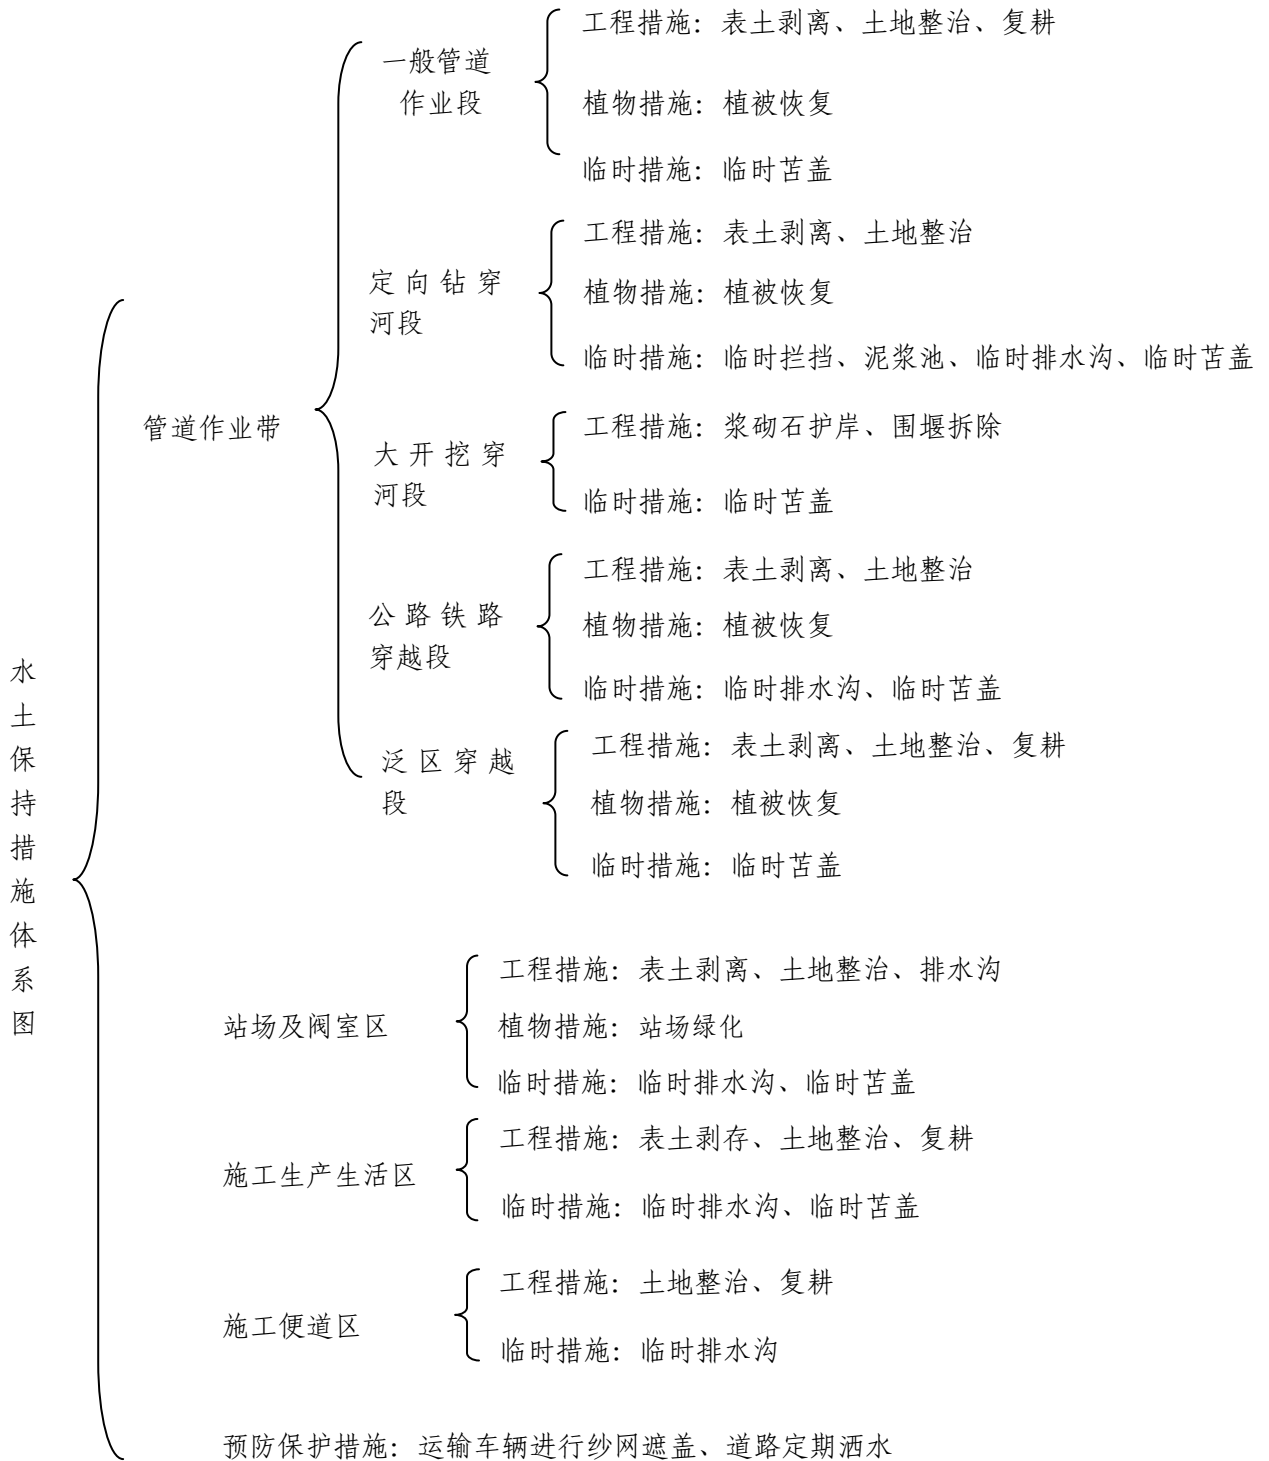 水土保持措施体系图
管道作业带
一般管道
作业段
工程措施：表土剥离、土地整治、复耕
植物措施：植被恢复
临时措施：临时苫盖
定向钻穿
河段
工程措施：表土剥离、土地整治
植物措施：植被恢复
临时措施：临时拦挡、泥浆池、临时排水沟、临时苫盖
大开挖穿
河段
工程措施：浆砌石护岸、围堰拆除
临时措施：临时苫盖
公路铁路
穿越段
工程措施：表土剥离、土地整治
植物措施：植被恢复
临时措施：临时排水沟、临时苫盖
泛区穿越
段
工程措施：表土剥离、土地整治、复耕
植物措施：植被恢复
临时措施：临时苫盖
站场及阀室区
工程措施：表土剥离、土地整治、排水沟
植物措施：站场绿化
临时措施：临时排水沟、临时苫盖
施工生产生活区
工程措施：表土剥存、土地整治、复耕
临时措施：临时排水沟、临时苫盖
施工便道区
工程措施：土地整治、复耕
临时措施：临时排水沟
预防保护措施：运输车辆进行纱网遮盖、道路定期洒水